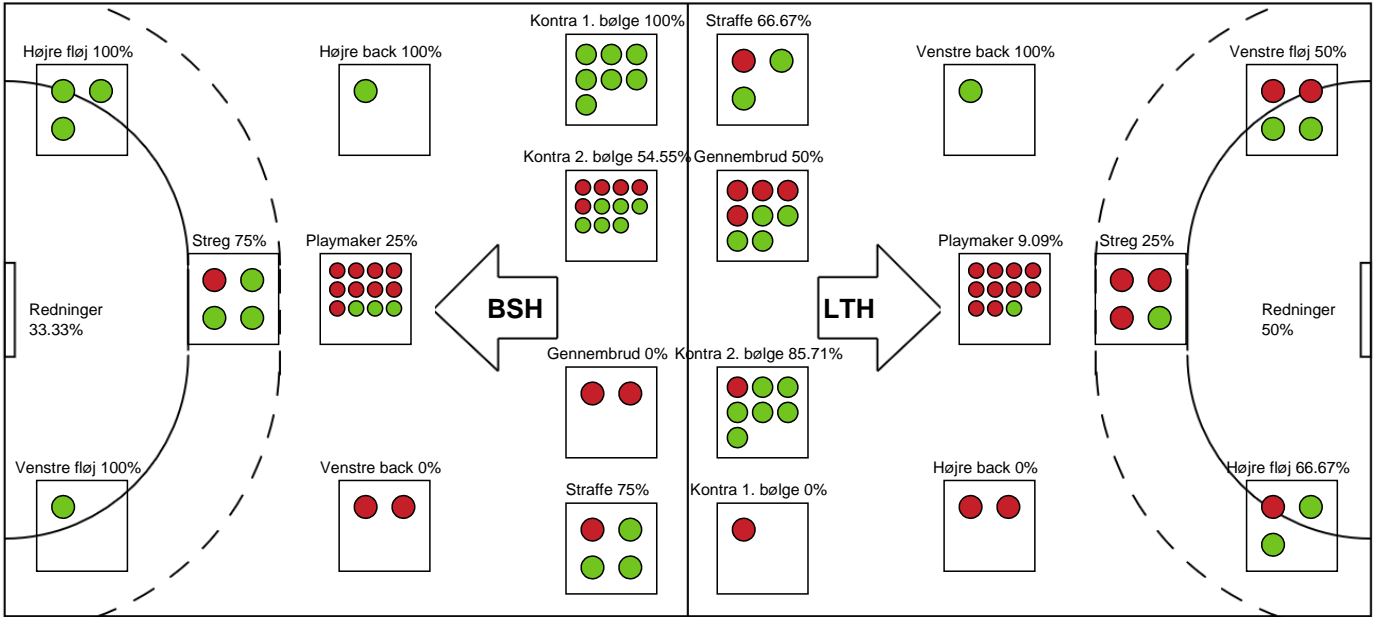 Kontra 1. bølge 100%
Straffe 66.67%
Højre fløj 100%
Højre back 100%
Venstre back 100%
Venstre fløj 50%
Kontra 2. bølge 54.55%
Gennembrud 50%
Streg 75%
Playmaker 25%
Playmaker 9.09%
Streg 25%
Redninger
33.33%
BSH
LTH
Redninger
50%
Gennembrud 0%
Kontra 2. bølge 85.71%
Venstre fløj 100%
Venstre back 0%
Højre back 0%
Højre fløj 66.67%
Straffe 75%
Kontra 1. bølge 0%